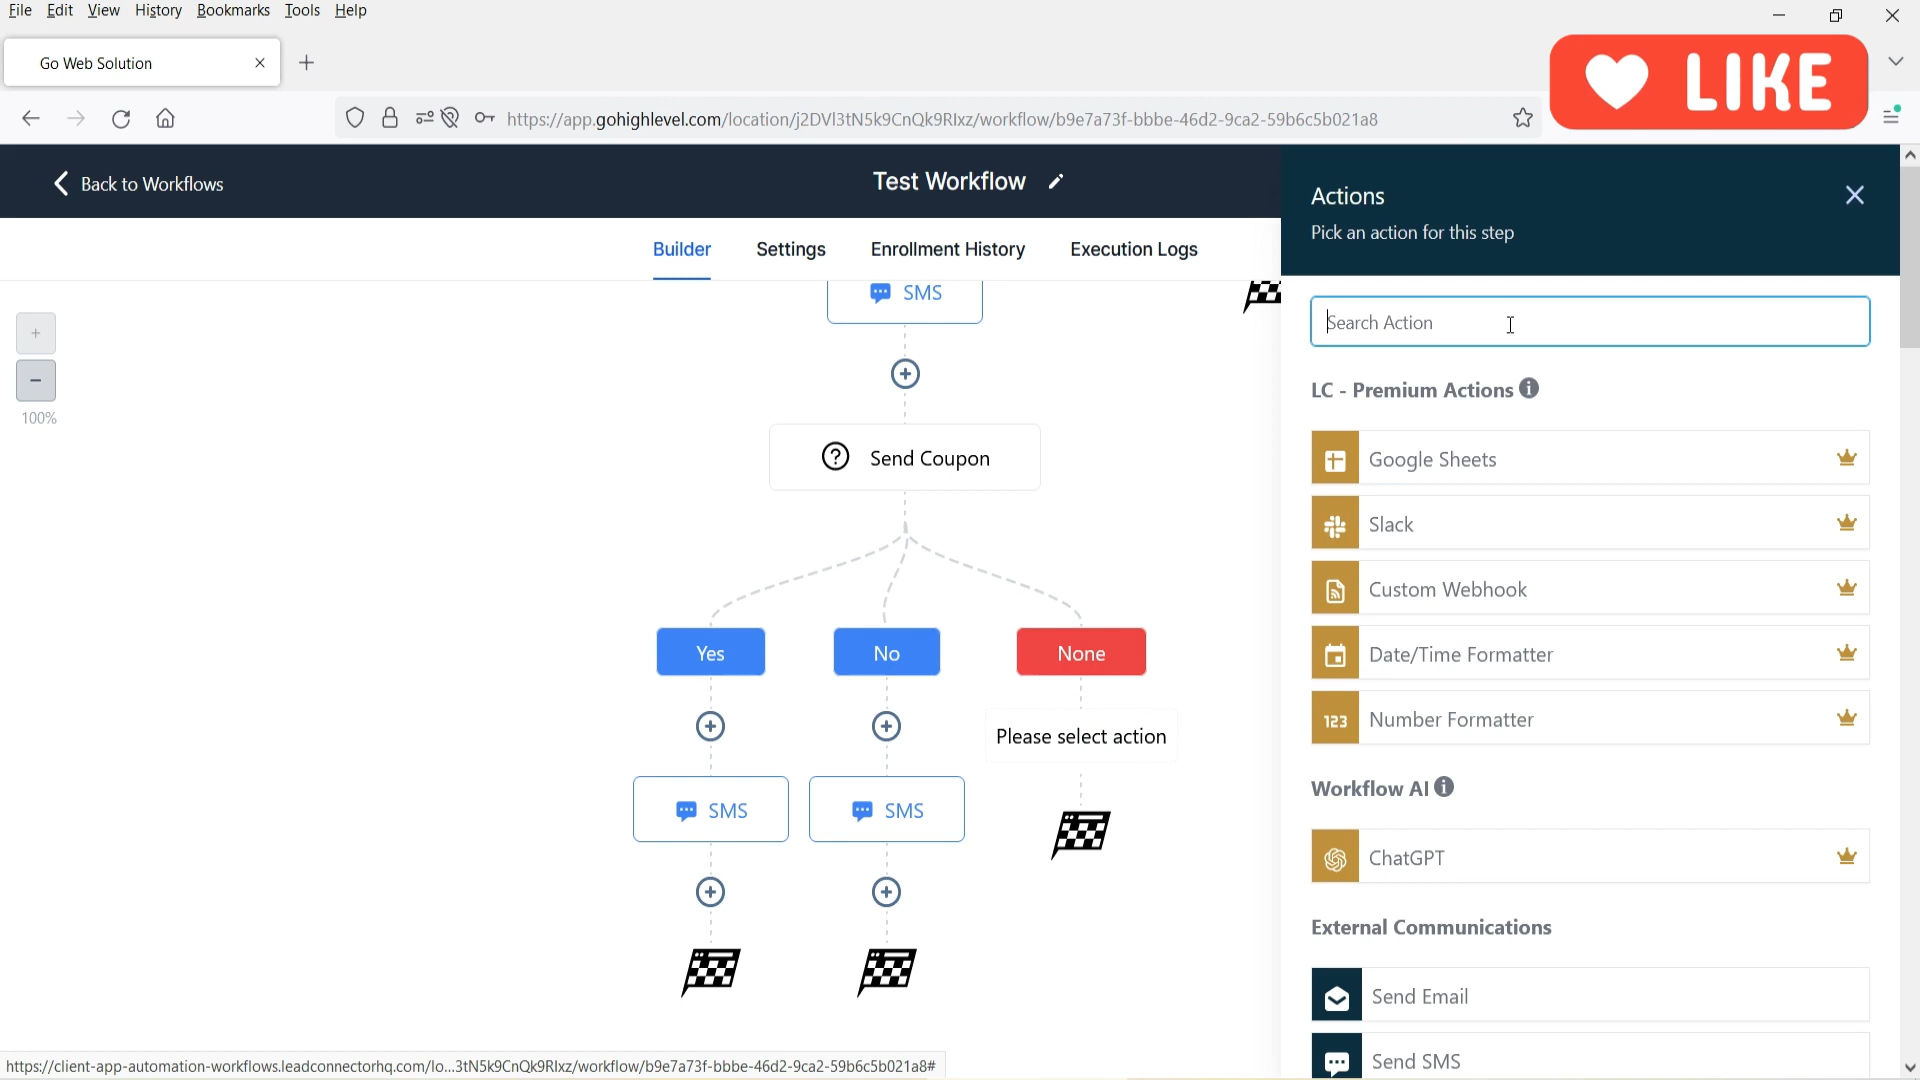 File Edit View History Bookmarks Tools Help
Go Web Solution
LIKE
https://app.gohighlevel.com/location/j2DVl3tN5k9CnQk9Rlxz/workflow/b9e7a73f-bbbe-46d2-9ca2-59b6c5b021a8
Back to Workflows
Test Workflow
Actions
Pick an action for this step
Builder Settings Enrollment History Execution Logs
SMS
Search Action
100%
LC - Premium Actions
Send Coupon
Google Sheets
Slack
Custom Webhook
Yes No None
Date/Time Formatter
123 Number Formatter
Please select action
Workflow AI
SMS SMS
ChatGPT
External Communications
Send Email
Send SMS
https://client-app-automation-workflows.leadconnectorhq.com/lo...3tN5k9CnQk9Rlxz/workflow/b9e7a73f-bbbe-46d2-9ca2-59b6c5b021a8#